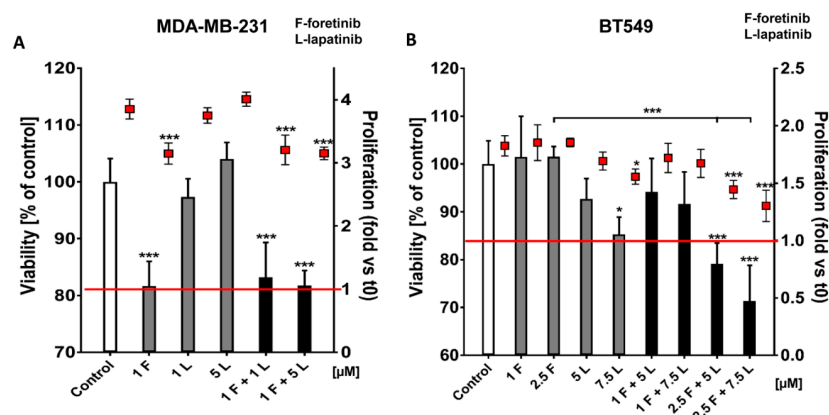 A
MDA-MB-231
F-foretinib
L-lapatinib
Viability [% of control]
120
110
100
90
80
70
***
***
***
***
***
***
4
3
2
1
0
Proliferation (fold vs t0)
Control
1 F
1 L
5 L
1 F + 1 L
1 F + 5 L
[µM]
B
BT549
F-foretinib
L-lapatinib
Viability [% of control]
120
110
100
90
80
70
60
***
*
*
***
***
***
***
2.5
2.0
1.5
1.0
0.5
0.0
Proliferation (fold vs t0)
Control
1 F
2.5 F
5 L
7.5 L
1 F + 5 L
1 F + 7.5 L
2.5 F + 5 L
2.5 F + 7.5 L
[µM]